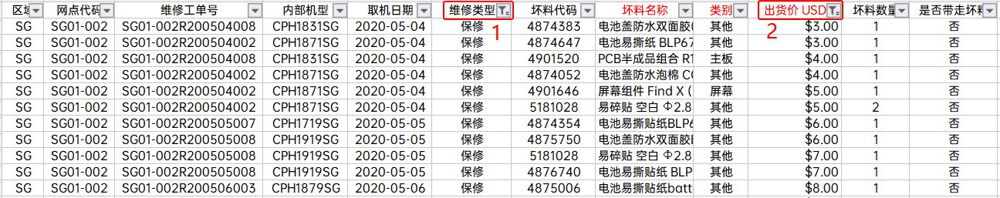 区域 网点代码 维修工单号 内部机型 取机日期 维修类型 坏料代码 坏料名称 类别 出货价 USD 坏料数量 是否带走坏料
1 2
SG SG01-002 SG01-002R200504008 CPH1831SG 2020-05-04 保修 4874383 电池盖防水双面胶( 其他 $3.00 1 否
SG SG01-002 SG01-002R200504002 CPH1871SG 2020-05-04 保修 4874647 电池易撕纸 BLP67 其他 $3.00 1 否
SG SG01-002 SG01-002R200504008 CPH1831SG 2020-05-04 保修 4901520 PCB半成品组合 R1 主板 $4.00 1 否
SG SG01-002 SG01-002R200504002 CPH1871SG 2020-05-04 保修 4874052 电池盖防水泡棉 CO 其他 $4.00 1 否
SG SG01-002 SG01-002R200504002 CPH1871SG 2020-05-04 保修 4901646 屏幕组件 Find X ( 屏幕 $5.00 1 否
SG SG01-002 SG01-002R200504002 CPH1871SG 2020-05-04 保修 5181028 易碎贴 空白 Φ2.8 其他 $5.00 2 否
SG SG01-002 SG01-002R200505007 CPH1719SG 2020-05-05 保修 4874354 电池易撕贴纸BLP6 其他 $6.00 1 否
SG SG01-002 SG01-002R200505008 CPH1919SG 2020-05-05 保修 4875750 电池盖防水双面胶 其他 $6.00 1 否
SG SG01-002 SG01-002R200505008 CPH1919SG 2020-05-05 保修 5181028 易碎贴 空白 Φ2.8 其他 $7.00 1 否
SG SG01-002 SG01-002R200505008 CPH1919SG 2020-05-05 保修 4876740 电池易撕贴纸 BLP 其他 $7.00 1 否
SG SG01-002 SG01-002R200506003 CPH1879SG 2020-05-06 保修 4875006 电池易撕贴纸batt 其他 $8.00 1 否